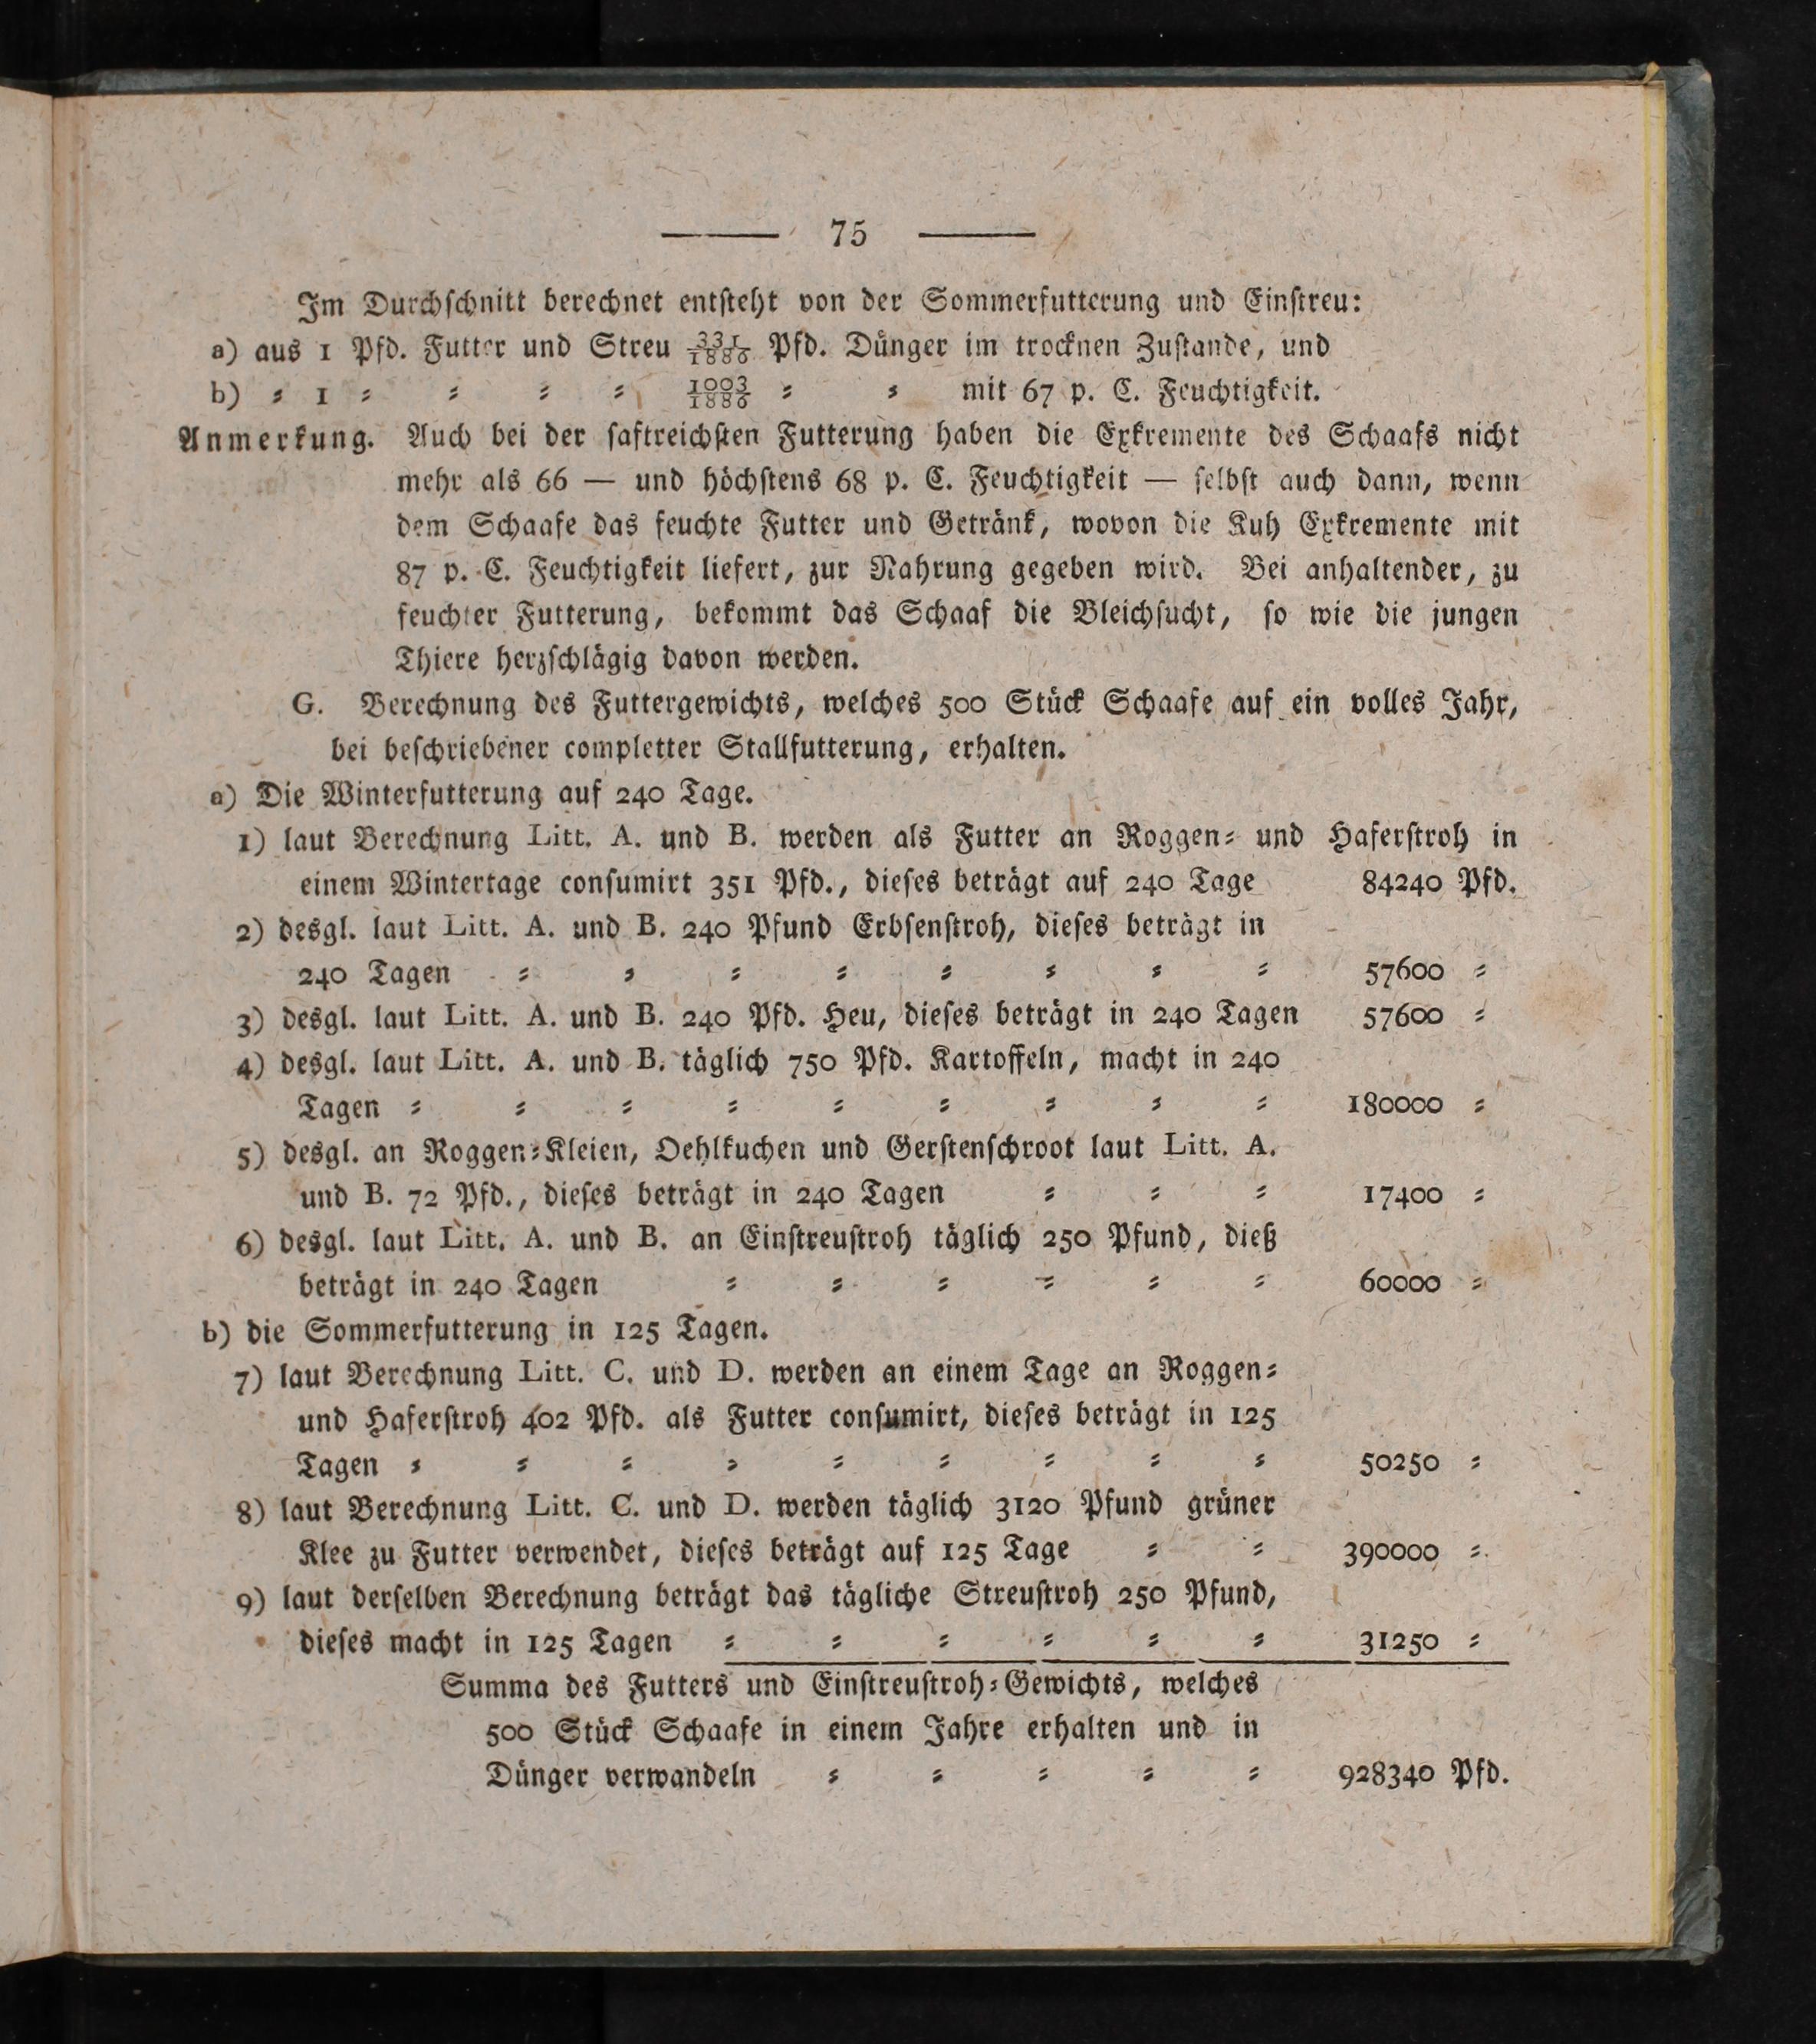 75
Im Durchschnitt berechnet entsteht von der Sommerfutterung und Einstreu:
a) aus 1 Pfd. Futter und Streu 331/1886 Pfd. Dünger im trocknen Zustande, und
b) = 1 = = = = 1003/1886 = = mit 67 p. C. Feuchtigkeit.
Anmerkung. Auch bei der saftreichsten Futterung haben die Exkremente des Schaafs nicht
mehr als 66 — und höchstens 68 p. C. Feuchtigkeit — selbst auch dann, wenn
dem Schaafe das feuchte Futter und Getränk, wovon die Kuh Exkremente mit
87 p. C. Feuchtigkeit liefert, zur Nahrung gegeben wird. Bei anhaltender, zu
feuchter Futterung, bekommt das Schaaf die Bleichsucht, so wie die jungen
Thiere herzschlägig davon werden.
G. Berechnung des Futtergewichts, welches 500 Stück Schaafe auf ein volles Jahr,
bei beschriebener completter Stallfutterung, erhalten.
a) Die Winterfutterung auf 240 Tage.
1) laut Berechnung Litt. A. und B. werden als Futter an Roggen= und Haferstroh in
einem Wintertage consumirt 351 Pfd., dieses beträgt auf 240 Tage 84240 Pfd.
2) desgl. laut Litt. A. und B. 240 Pfund Erbsenstroh, dieses beträgt in
240 Tagen = = = = = = = = 57600 =
3) desgl. laut Litt. A. und B. 240 Pfd. Heu, dieses beträgt in 240 Tagen 57600 =
4) desgl. laut Litt. A. und B. täglich 750 Pfd. Kartoffeln, macht in 240
Tagen = = = = = = = = = 180000 =
5) desgl. an Roggen=Kleien, Oehlkuchen und Gerstenschroot laut Litt. A.
und B. 72 Pfd., dieses beträgt in 240 Tagen = = = 17400 =
6) desgl. laut Litt. A. und B. an Einstreustroh täglich 250 Pfund, dieß
beträgt in 240 Tagen = = = = = = 60000 =
b) die Sommerfutterung in 125 Tagen.
7) laut Berechnung Litt. C. und D. werden an einem Tage an Roggen=
und Haferstroh 402 Pfd. als Futter consumirt, dieses beträgt in 125
Tagen = = = = = = = = = 50250 =
8) laut Berechnung Litt. C. und D. werden täglich 3120 Pfund grüner
Klee zu Futter verwendet, dieses beträgt auf 125 Tage = = 390000 =
9) laut derselben Berechnung beträgt das tägliche Streustroh 250 Pfund,
dieses macht in 125 Tagen = = = = = = 31250 =
Summa des Futters und Einstreustroh=Gewichts, welches
500 Stück Schaafe in einem Jahre erhalten und in
Dünger verwandeln = = = = = 928340 Pfd.